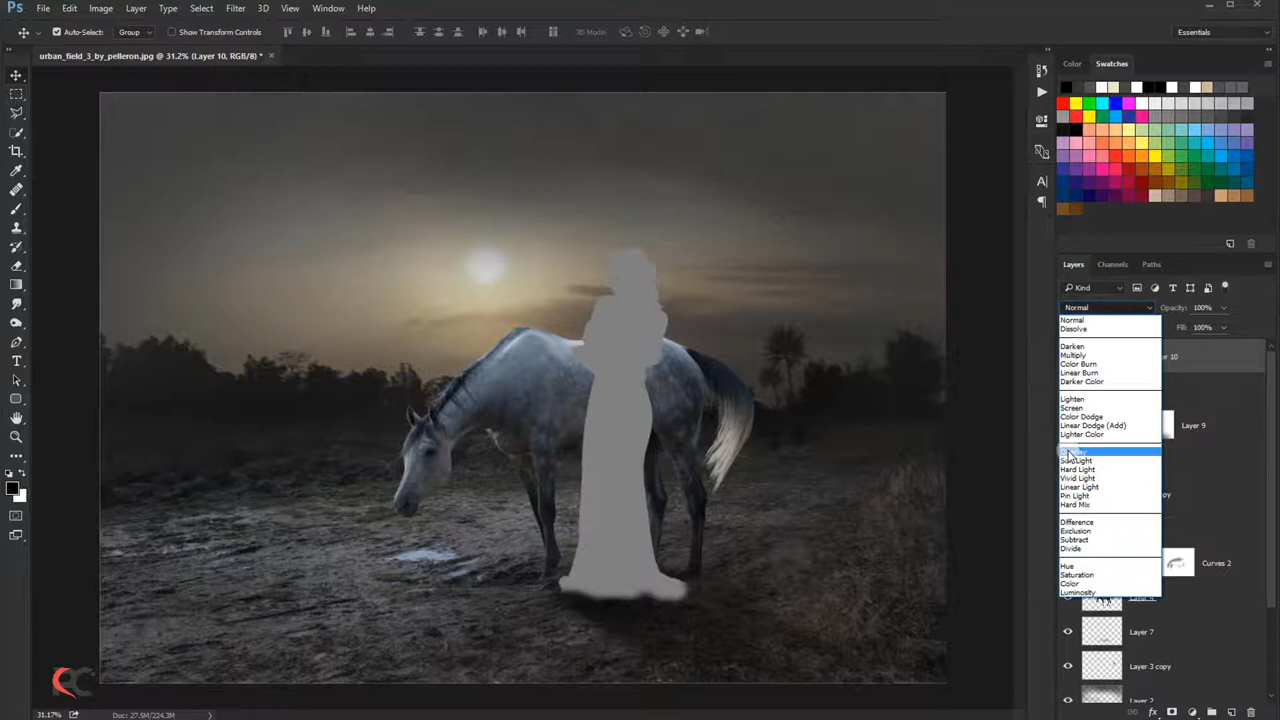 Ps File Edit Image Layer Type Select Filter 3D View Window Help
Auto-Select: Group Show Transform Controls 3D Mode: Essentials
urban_field_3_by_pelleron.jpg @ 31.2% (Layer 10, RGB/8) * ×
Color Swatches
Layers Channels Paths
Kind
Normal Opacity: 100%
Normal Fill: 100%
Dissolve
Darken
Multiply
Color Burn
Linear Burn
Darker Color
Lighten
Screen
Color Dodge
Linear Dodge (Add)
Lighter Color
Soft Light
Hard Light
Vivid Light
Linear Light
Pin Light
Hard Mix
Difference
Exclusion
Subtract
Divide
Hue
Saturation
Color
Luminosity
10
Layer 9
Curves 2
Layer 7
Layer 3 copy
Layer 2
31.17% Doc: 27.5M/224.3M
fx